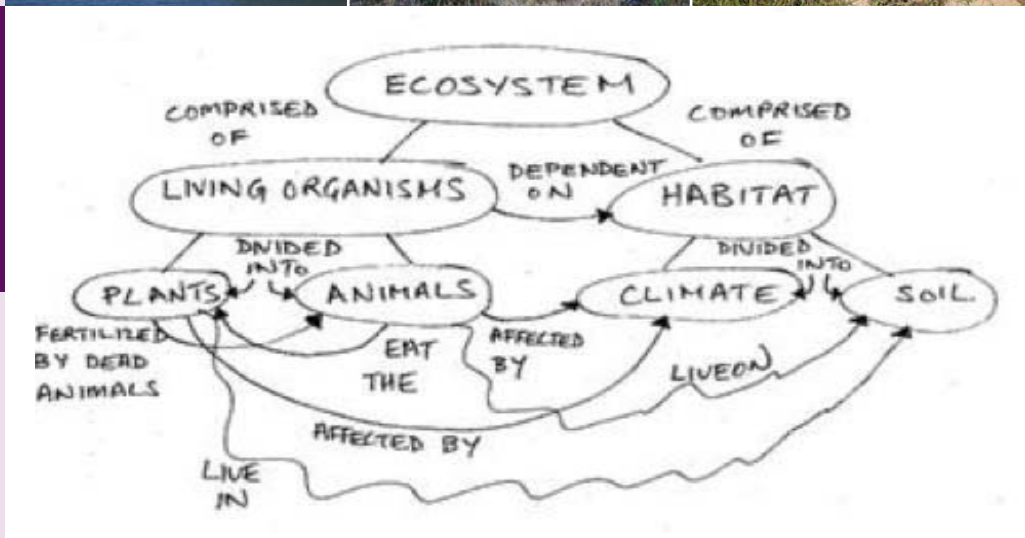 ECOSYSTEM
COMPRISED
OF
COMPRISED
OF
LIVING ORGANISMS
DEPENDENT
ON
HABITAT
DIVIDED
INTO
DIVIDED
INTO
PLANTS
ANIMALS
CLIMATE
SOIL
FERTILIZED
BY DEAD
ANIMALS
EAT
THE
AFFECTED
BY
LIVE ON
AFFECTED BY
LIVE
IN